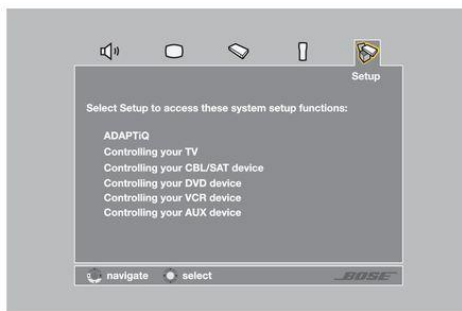 Setup
Select Setup to access these system setup functions:
ADAPTiQ
Controlling your TV
Controlling your CBL/SAT device
Controlling your DVD device
Controlling your VCR device
Controlling your AUX device
navigate select BOSE